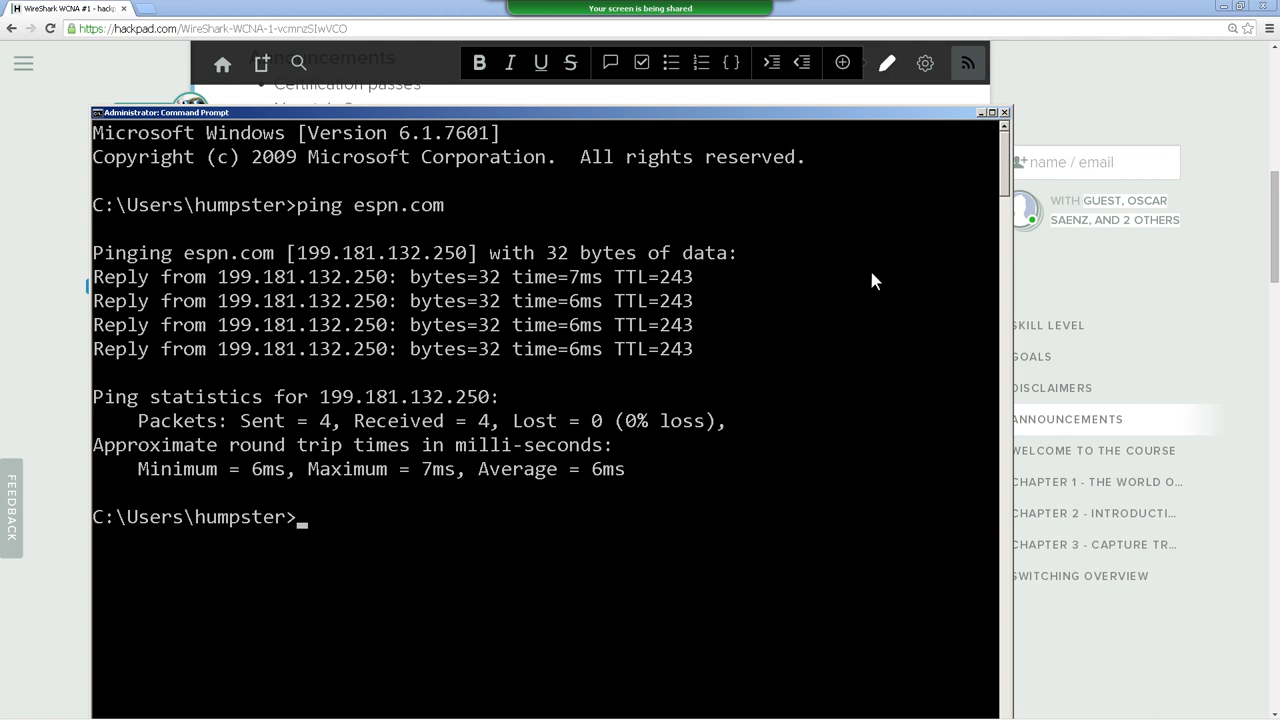 WireShark WCNA #1 - hackp
Your screen is being shared
https://hackpad.com/WireShark-WCNA-1-vcmnzSIwVCO
Announcements
Certification passes
Administrator: Command Prompt
Microsoft Windows [Version 6.1.7601]
Copyright (c) 2009 Microsoft Corporation.  All rights reserved.
C:\Users\humpster>ping espn.com
Pinging espn.com [199.181.132.250] with 32 bytes of data:
Reply from 199.181.132.250: bytes=32 time=7ms TTL=243
Reply from 199.181.132.250: bytes=32 time=6ms TTL=243
Reply from 199.181.132.250: bytes=32 time=6ms TTL=243
Reply from 199.181.132.250: bytes=32 time=6ms TTL=243
Ping statistics for 199.181.132.250:
    Packets: Sent = 4, Received = 4, Lost = 0 (0% loss),
Approximate round trip times in milli-seconds:
    Minimum = 6ms, Maximum = 7ms, Average = 6ms
C:\Users\humpster>
name / email
WITH GUEST, OSCAR
SAENZ, AND 2 OTHERS
SKILL LEVEL
GOALS
DISCLAIMERS
ANNOUNCEMENTS
WELCOME TO THE COURSE
CHAPTER 1 - THE WORLD O...
CHAPTER 2 - INTRODUCTI...
CHAPTER 3 - CAPTURE TR...
SWITCHING OVERVIEW
FEEDBACK